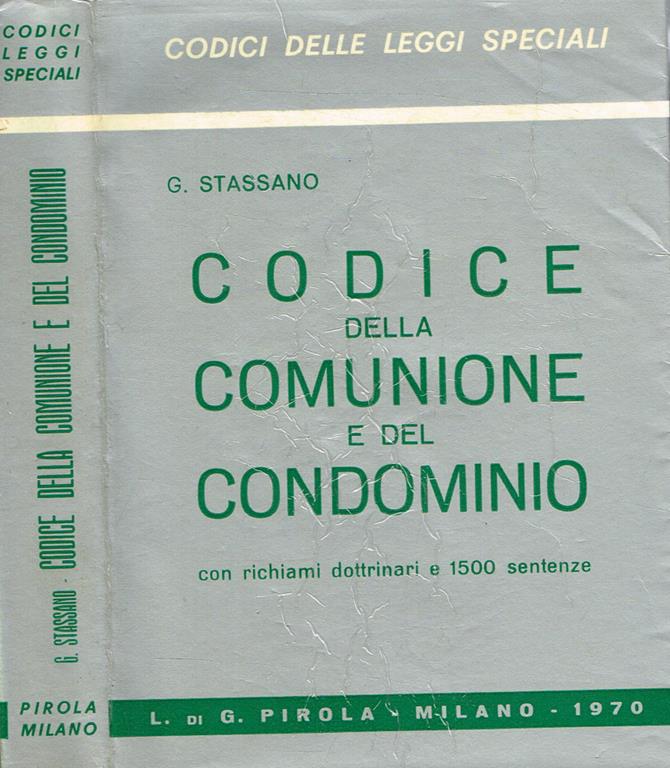 CODICI
LEGGI
SPECIALI
G. STASSANO - CODICE DELLA COMUNIONE E DEL CONDOMINIO
PIROLA
MILANO
CODICI DELLE LEGGI SPECIALI
G. STASSANO
CODICE
DELLA
COMUNIONE
E DEL
CONDOMINIO
con richiami dottrinari e 1500 sentenze
L. DI G. PIROLA - MILANO - 1970